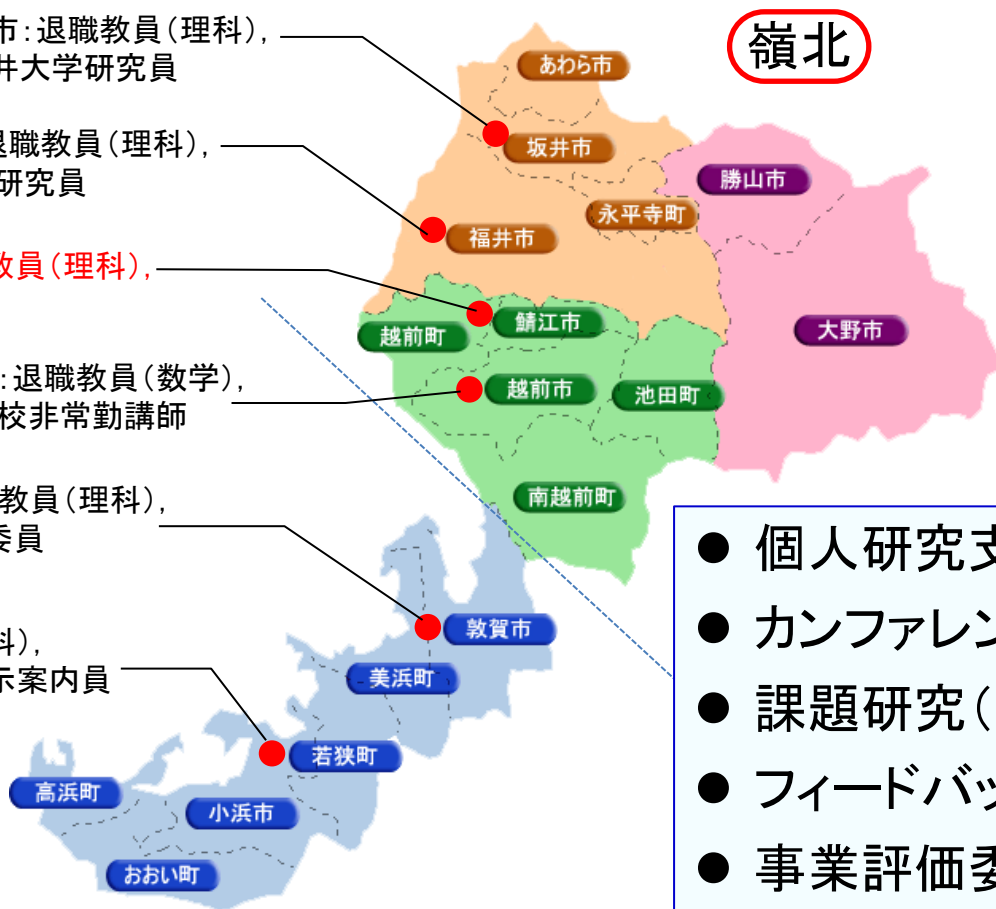 市：退職教員（理科），
井大学研究員
退職教員（理科），
研究員
教員（理科），
：退職教員（数学），
校非常勤講師
教員（理科），
委員
科），
示案内員
嶺北
あわら市
坂井市
勝山市
永平寺町
福井市
大野市
鯖江市
越前町
越前市
池田町
南越前町
敦賀市
美浜町
若狭町
高浜町
小浜市
おおい町
● 個人研究支
● カンファレン
● 課題研究（
● フィードバッ
● 事業評価委